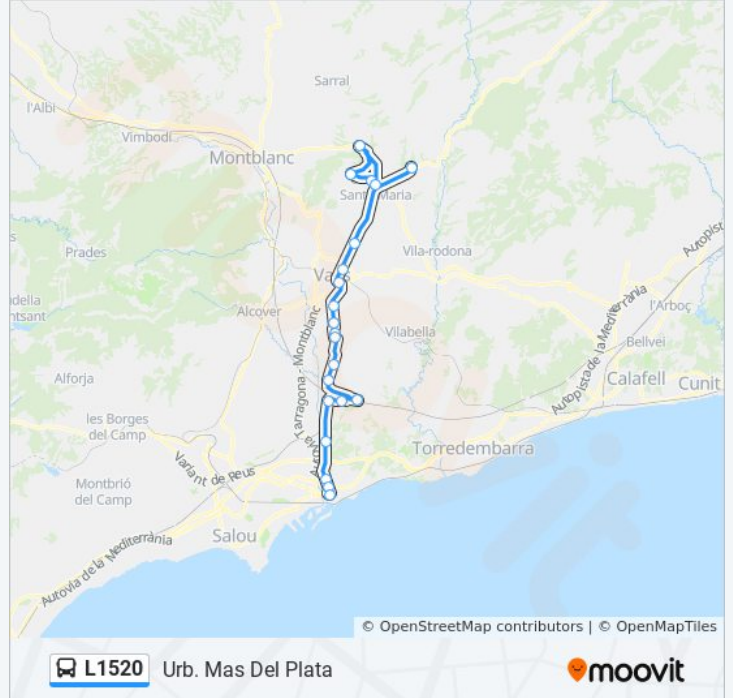 Sarral
l'Albi
Vimbodí
Montblanc
Santa Maria
Prades
Vila-rodona
Autopist
Valls
l'Arboç
Alcover
Vilabella
Bellvei
Autopista de la Mediterrània
Autovia Tarragona - Montblanc
Alforja
Calafell
Cunit
les Borges
del Camp
Torredembarra
Variant de Reus
Montbrió
del Camp
Salou
Autovia de la Mediterrània
© OpenStreetMap contributors | © OpenMapTiles
L1520 Urb. Mas Del Plata
moovit